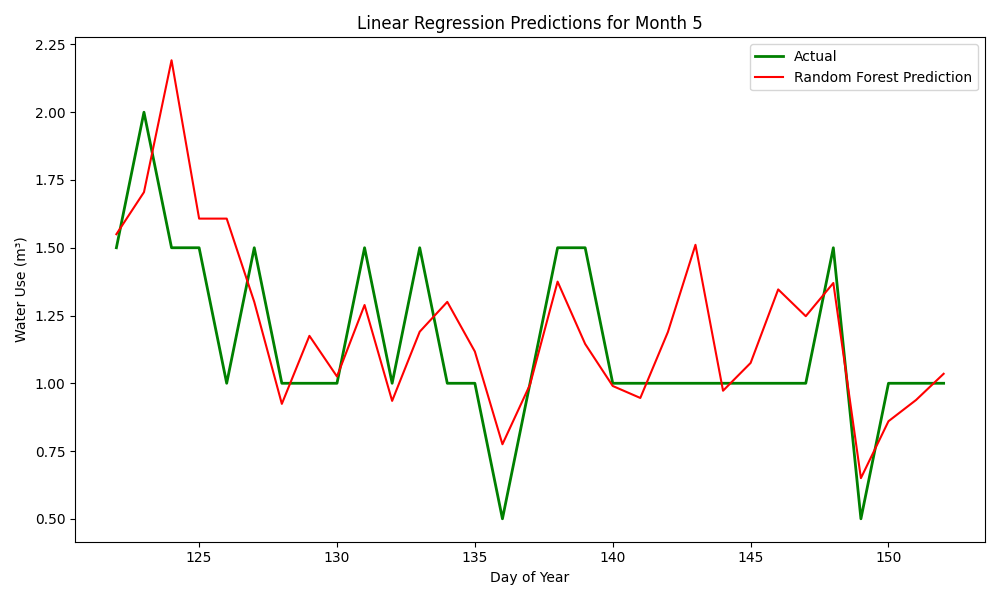 Linear Regression Predictions for Month 5
Actual
Random Forest Prediction
Water Use (m³)
2.25
2.00
1.75
1.50
1.25
1.00
0.75
0.50
125
130
135
140
145
150
Day of Year